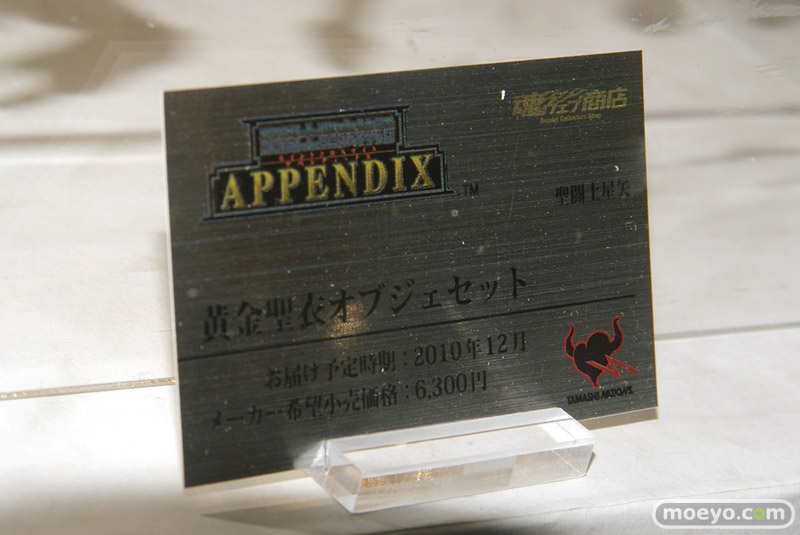 APPENDIX
TM
魂ウェブ商店
Tamashii Collectors Shop
聖闘士星矢
黄金聖衣オブジェセット
お届け予定時期：2010年12月
メーカー希望小売価格：6,300円
TAMASHII NATIONS
moeyo.com